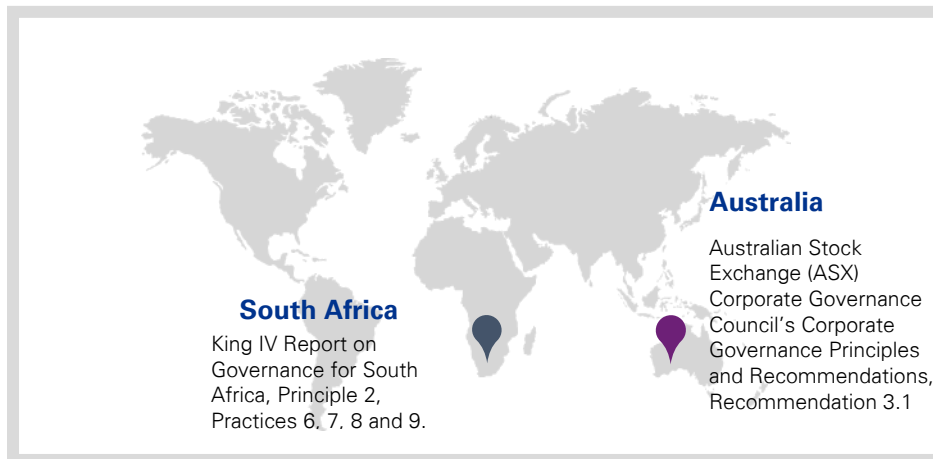 South Africa
King IV Report on
Governance for South
Africa, Principle 2,
Practices 6, 7, 8 and 9.
Australia
Australian Stock
Exchange (ASX)
Corporate Governance
Council's Corporate
Governance Principles
and Recommendations,
Recommendation 3.1